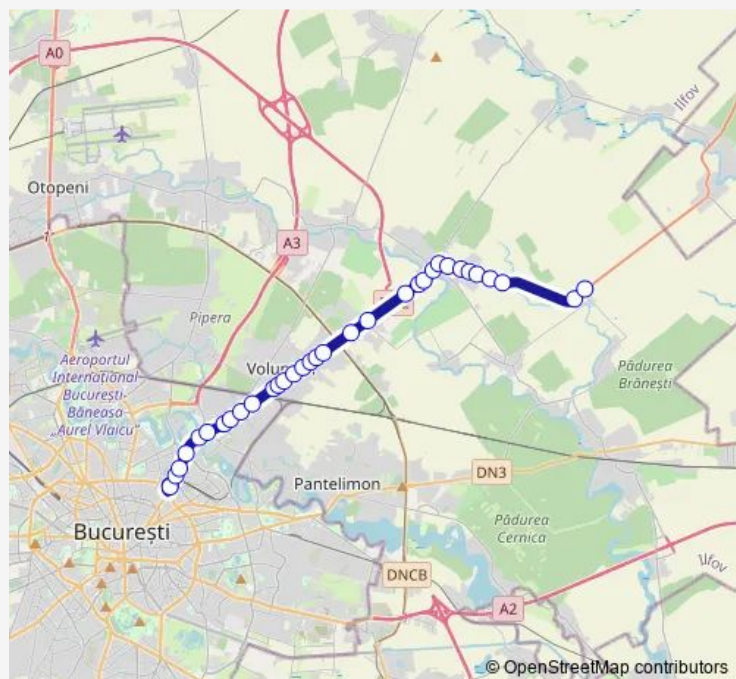 A0
Ilfov
Otopeni
A3
Pipera
Aeroportul
Internațional
București-
Băneasa
„Aurel Vlaicu"
Pădurea
Brănești
DN3
Pantelimon
București
Pădurea
Cernica
DNCB
Ilfov
A2
© OpenStreetMap contributors